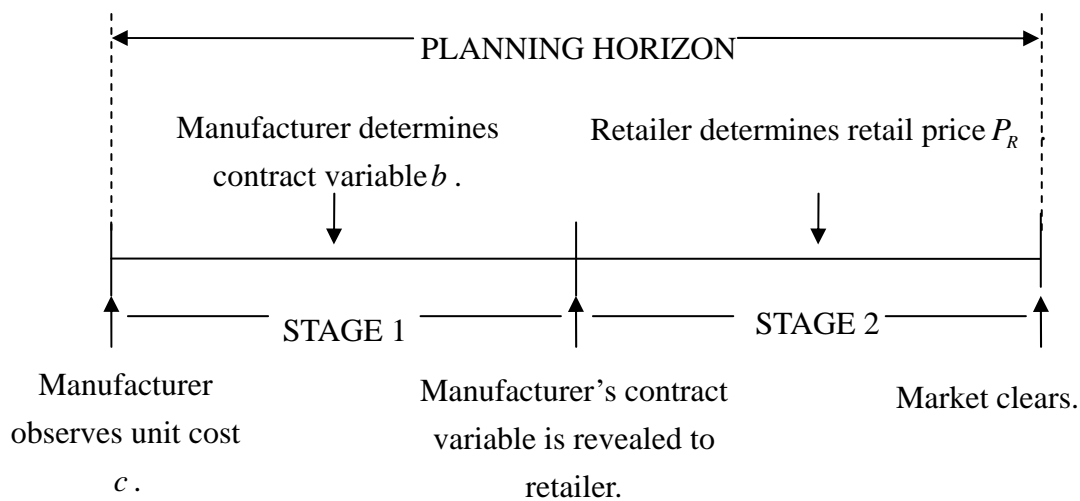 PLANNING HORIZON
Manufacturer determines
contract variable b .
Retailer determines retail price P_R .
STAGE 1
STAGE 2
Manufacturer
observes unit cost
c .
Manufacturer’s contract
variable is revealed to
retailer.
Market clears.